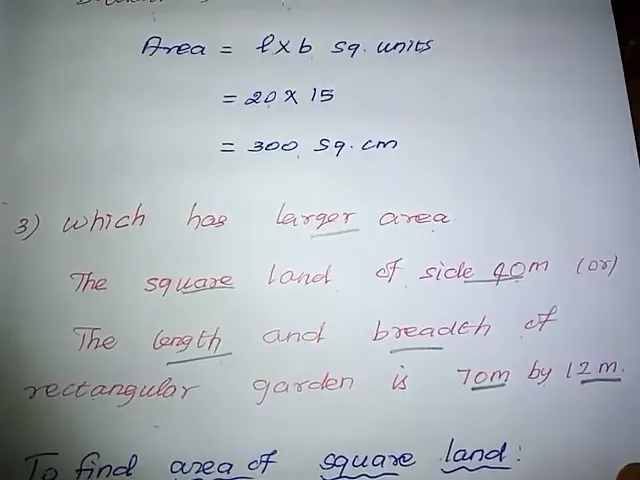 Area = l × b sq. units
= 20 × 15
= 300 sq. cm
3) which has larger area
The square land of side 40m (or)
The length and breadth of
rectangular garden is 70m by 12m.
To find area of square land: